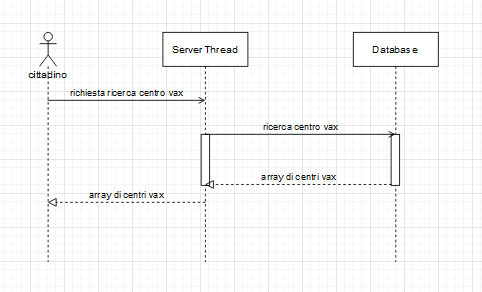 Server Thread
Database
cittadino
richiesta ricerca centro vax
ricerca centro vax
array di centri vax
array di centri vax